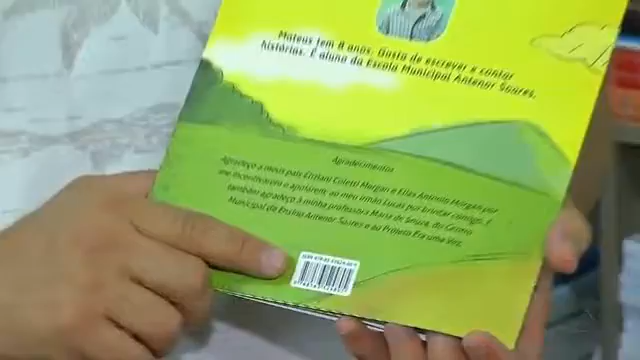 Mateus tem 8 anos. Gosta de escrever e contar
histórias. É aluno da Escola Municipal Antenor Soares.
Agradecimentos
Agradeço a meus pais Cristiani Coletti Morgan e Elias Antonio Morgan por
me incentivarem e apoiarem, ao meu irmão Lucas por brincar comigo. E
também agradeço à minha professora Maria de Souza, do Centro
Municipal de Ensino Antenor Soares e ao Projeto Era uma Vez.
ISBN